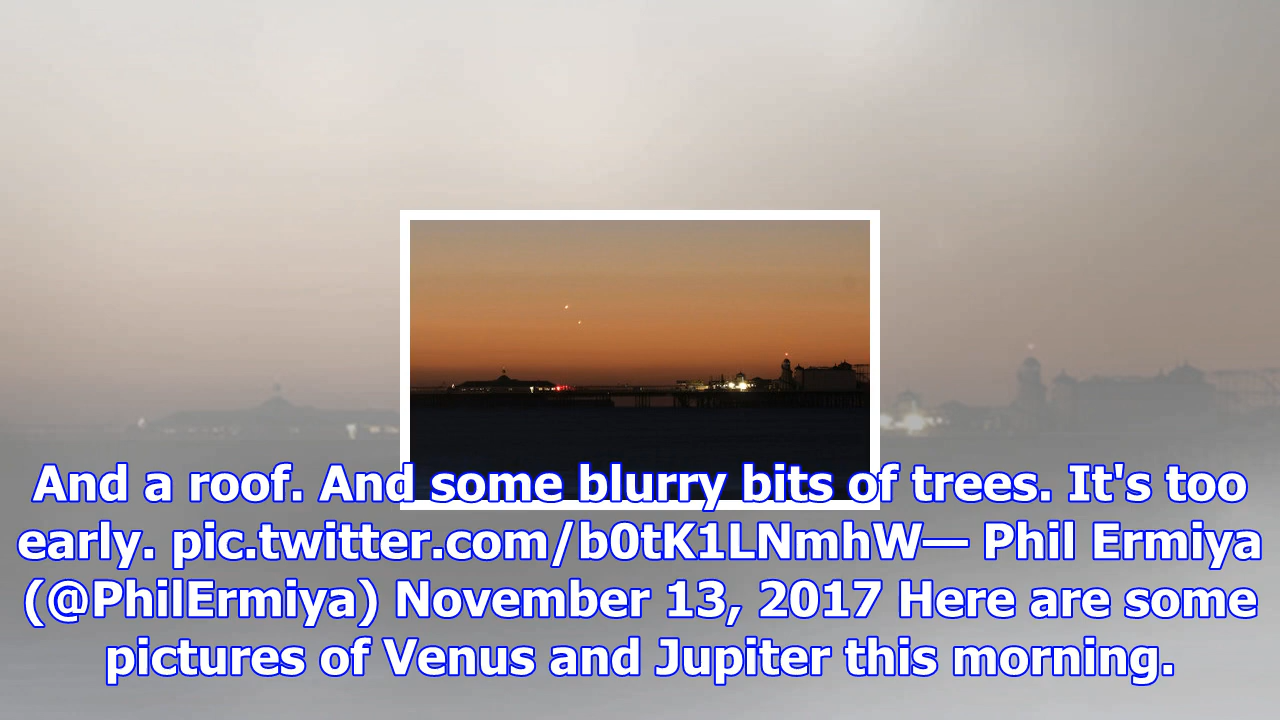 And a roof. And some blurry bits of trees. It's too
early. pic.twitter.com/b0tK1LNmhW— Phil Ermiya
(@PhilErmiya) November 13, 2017 Here are some
pictures of Venus and Jupiter this morning.